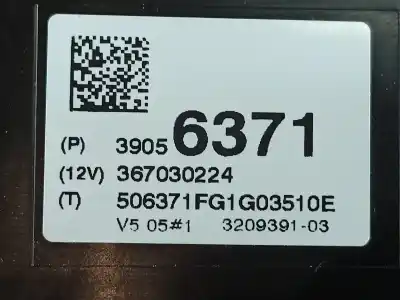 (P) 3905 6371
(12V) 367030224
(T) 506371FG1G03510E
V5 05#1 3209391-03